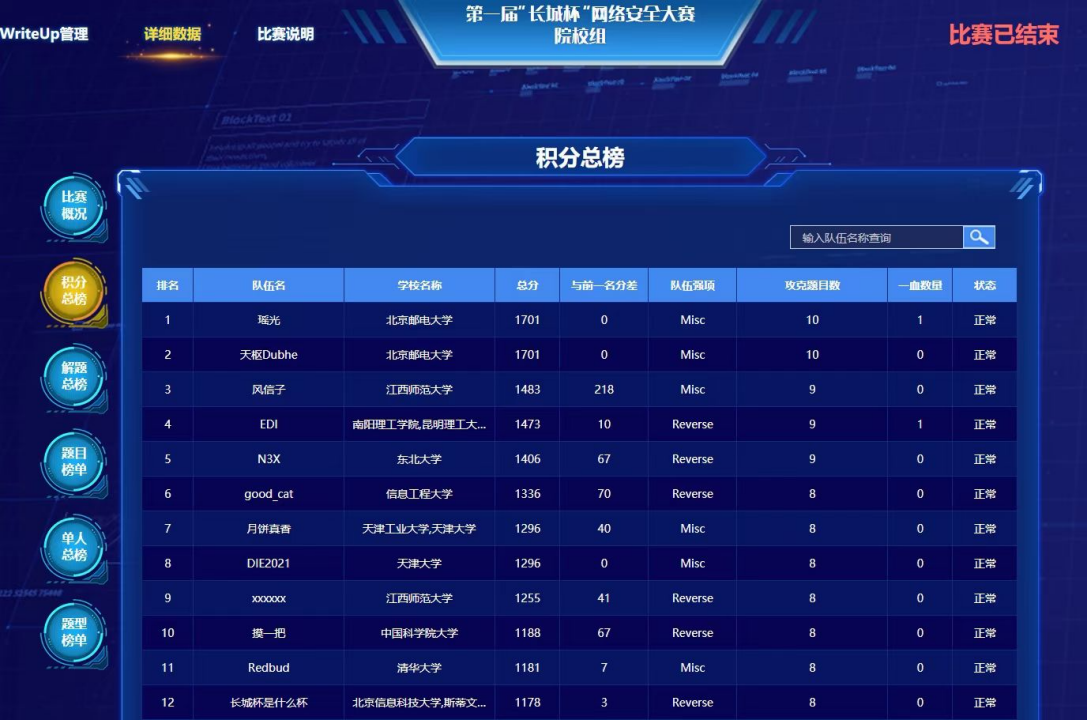 WriteUp管理 详细数据 比赛说明
第一届"长城杯"网络安全大赛
院校组
比赛已结束
BlockText 01
积分总榜
比赛
概况
积分
总榜
解题
总榜
题目
榜单
单人
总榜
题型
榜单
输入队伍名称查询
排名 队伍名 学校名称 总分 与前一名分差 队伍强项 攻克题目数 一血数量 状态
1 瑶光 北京邮电大学 1701 0 Misc 10 1 正常
2 天枢Dubhe 北京邮电大学 1701 0 Misc 10 0 正常
3 风信子 江西师范大学 1483 218 Misc 9 0 正常
4 EDI 南阳理工学院,昆明理工大... 1473 10 Reverse 9 1 正常
5 N3X 东北大学 1406 67 Reverse 9 0 正常
6 good_cat 信息工程大学 1336 70 Reverse 8 0 正常
7 月饼真香 天津工业大学,天津大学 1296 40 Misc 8 0 正常
8 DIE2021 天津大学 1296 0 Misc 8 0 正常
9 xxxxxx 江西师范大学 1255 41 Reverse 8 0 正常
10 摸一把 中国科学院大学 1188 67 Reverse 8 0 正常
11 Redbud 清华大学 1181 7 Misc 8 0 正常
12 长城杯是什么杯 北京信息科技大学,斯蒂文... 1178 3 Reverse 8 0 正常